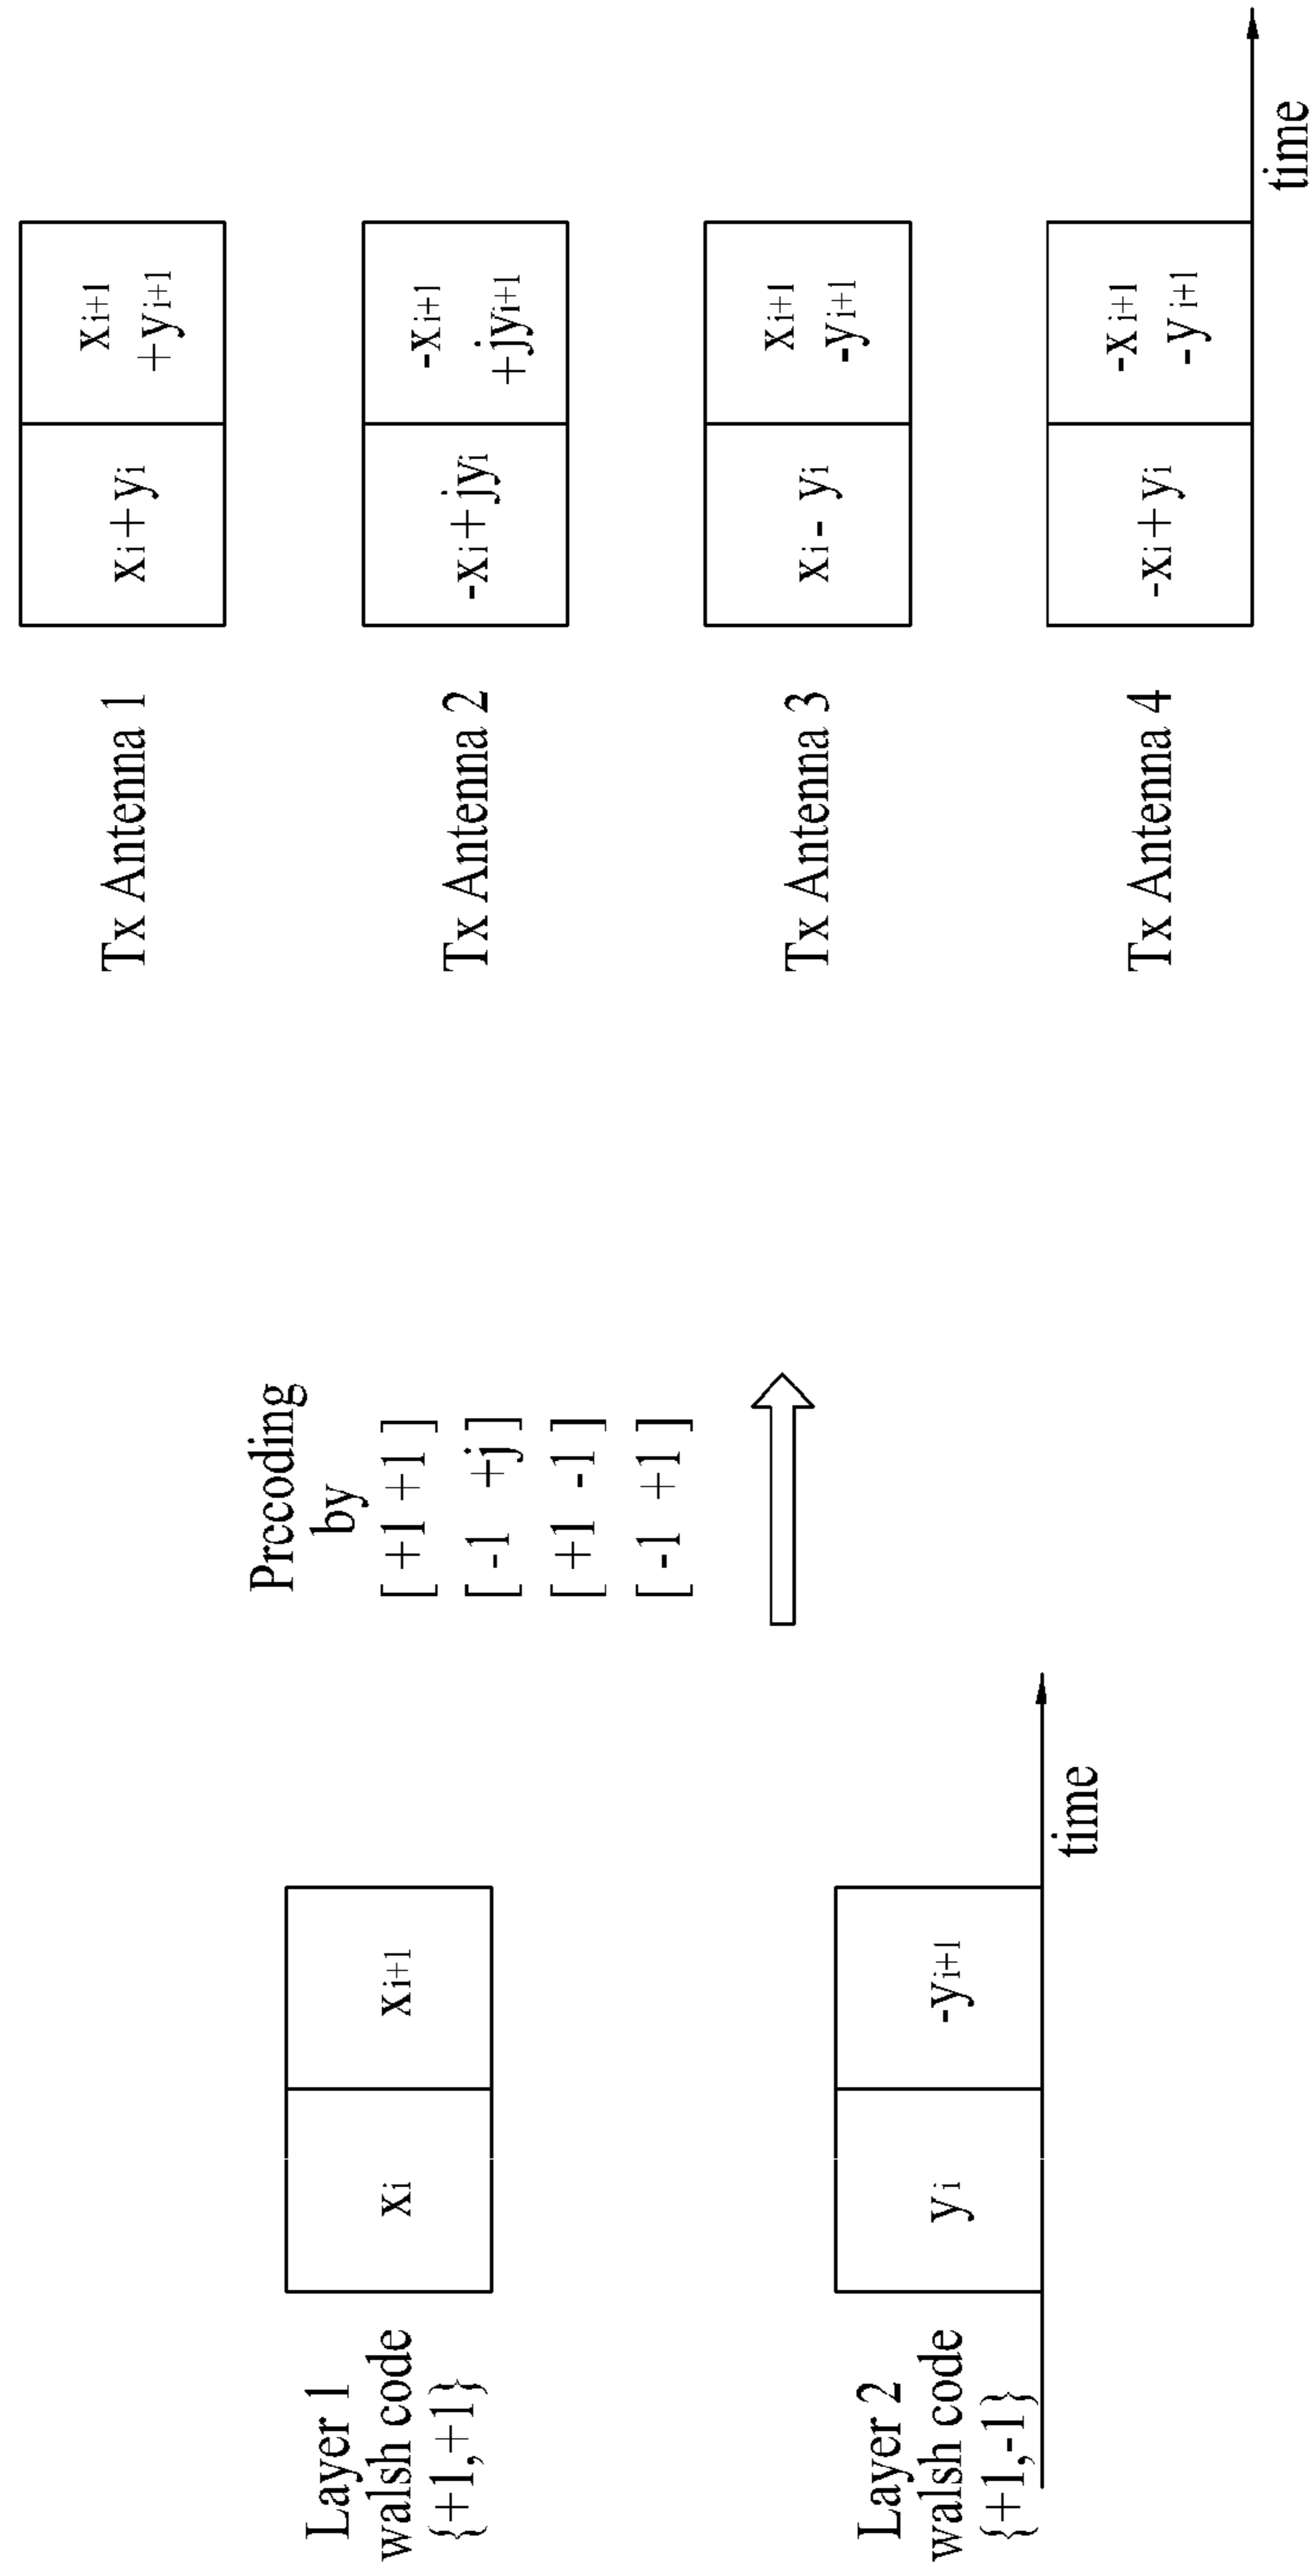 Layer 1
walsh code
{+1,+1}
xi
xi+1
Layer 2
walsh code
{+1,-1}
yi
-yi+1
time
Prccoding
by
[ +1 +1 ]
[ -1 +j ]
[ +1 -1 ]
[ -1 +1 ]
Tx Antenna 1
xi+yi
xi+1
+yi+1
Tx Antenna 2
-xi+jyi
-xi+1
+jyi+1
Tx Antenna 3
xi- yi
xi+1
-yi+1
Tx Antenna 4
-xi+yi
-xi+1
-yi+1
time